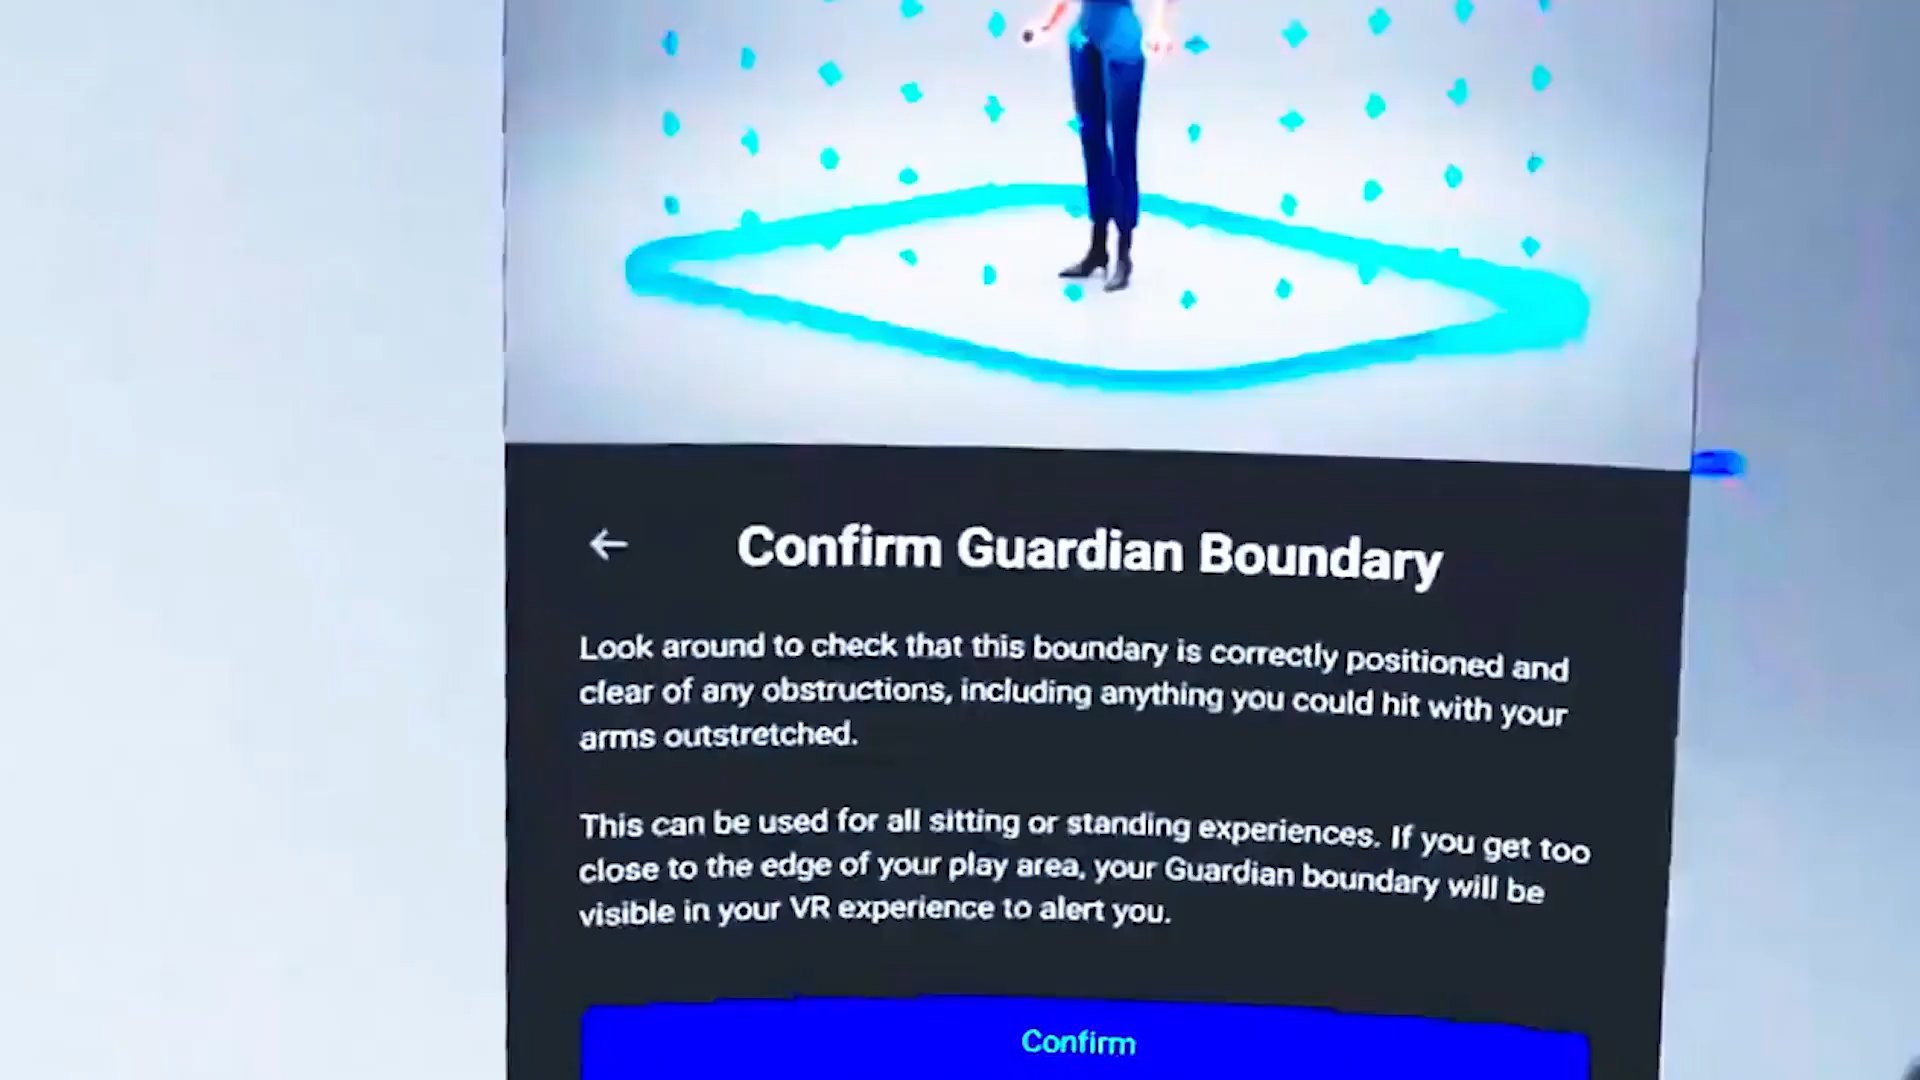 Confirm Guardian Boundary
Look around to check that this boundary is correctly positioned and
clear of any obstructions, including anything you could hit with your
arms outstretched.
This can be used for all sitting or standing experiences. If you get too
close to the edge of your play area, your Guardian boundary will be
visible in your VR experience to alert you.
Confirm